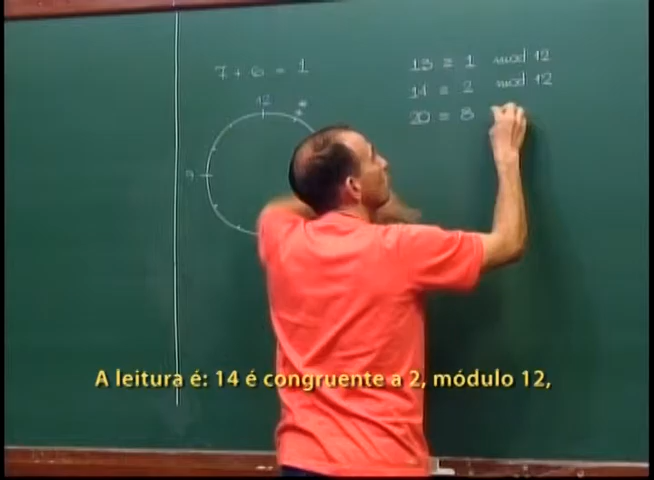 7 + 6 = 1
13 ≡ 1 mod 12
14 ≡ 2 mod 12
20 ≡ 8
12
9
A leitura é: 14 é congruente a 2, módulo 12,